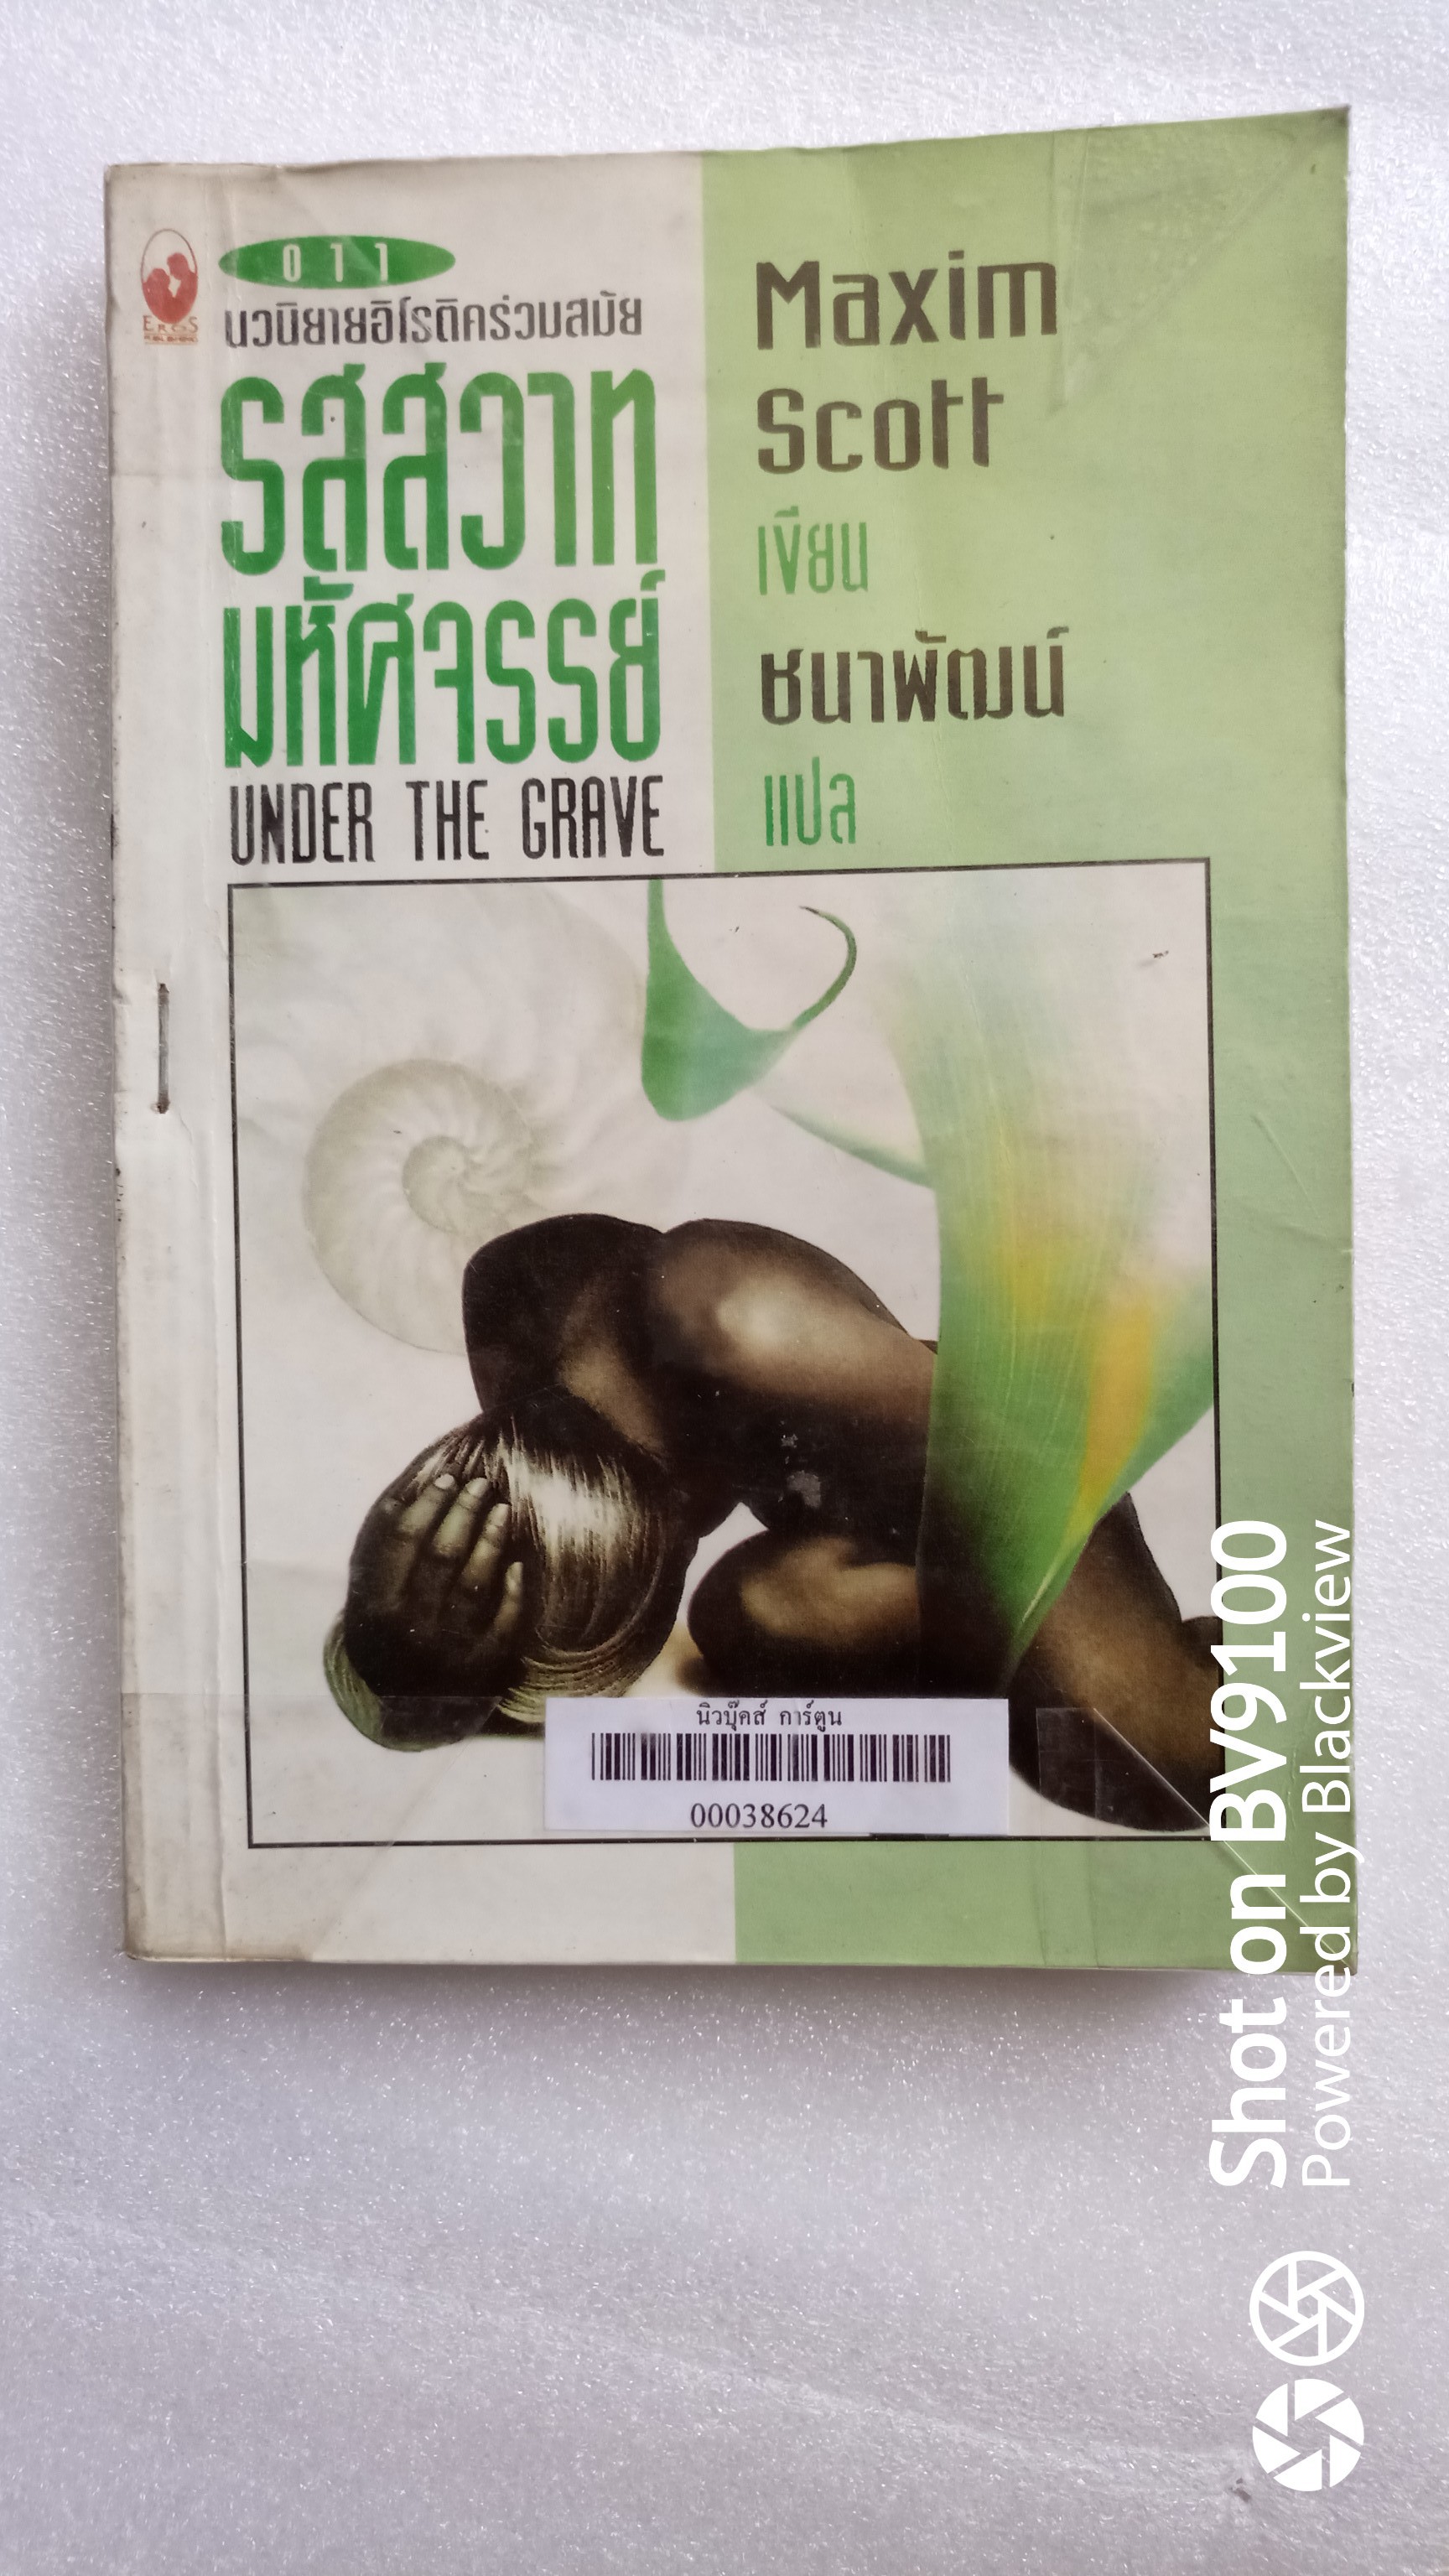 011
EROS
นวนิยายอิโรติคร่วมสมัย
รสสวาท
มหัศจรรย์
UNDER THE GRAVE
Maxim
Scott
เขียน
ชนาพัฒน์
แปล
นิวบุ๊คส์ การ์ตูน
00038624
Shot on BV9100
Powered by Blackview